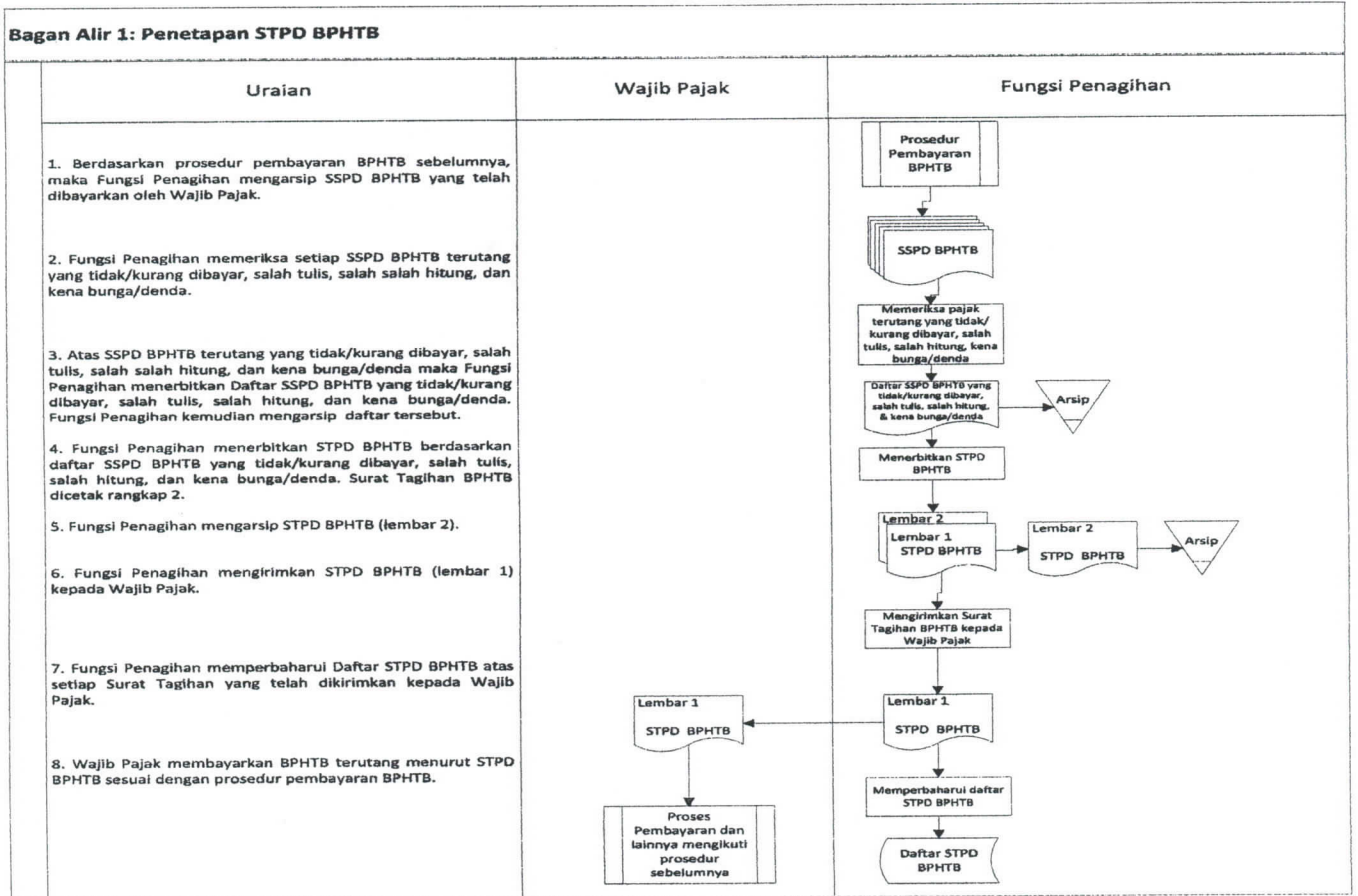 Bagan Alir 1: Penetapan STPD BPHTB
Uraian
Wajib Pajak
Fungsi Penagihan
1. Berdasarkan prosedur pembayaran BPHTB sebelumnya,
maka Fungsi Penagihan mengarsip SSPD BPHTB yang telah
dibayarkan oleh Wajib Pajak.
2. Fungsi Penagihan memeriksa setiap SSPD BPHTB terutang
yang tidak/kurang dibayar, salah tulis, salah salah hitung, dan
kena bunga/denda.
3. Atas SSPD BPHTB terutang yang tidak/kurang dibayar, salah
tulis, salah salah hitung, dan kena bunga/denda maka Fungsi
Penagihan menerbitkan Daftar SSPD BPHTB yang tidak/kurang
dibayar, salah tulis, salah hitung, dan kena bunga/denda.
Fungsi Penagihan kemudian mengarsip daftar tersebut.
4. Fungsi Penagihan menerbitkan STPD BPHTB berdasarkan
daftar SSPD BPHTB yang tidak/kurang dibayar, salah tulis,
salah hitung, dan kena bunga/denda. Surat Tagihan BPHTB
dicetak rangkap 2.
5. Fungsi Penagihan mengarsip STPD BPHTB (lembar 2).
6. Fungsi Penagihan mengirimkan STPD BPHTB (lembar 1)
kepada Wajib Pajak.
7. Fungsi Penagihan memperbaharui Daftar STPD BPHTB atas
setiap Surat Tagihan yang telah dikirimkan kepada Wajib
Pajak.
8. Wajib Pajak membayarkan BPHTB terutang menurut STPD
BPHTB sesuai dengan prosedur pembayaran BPHTB.
Lembar 1
STPD BPHTB
Proses
Pembayaran dan
lainnya mengikuti
prosedur
sebelumnya
Prosedur
Pembayaran
BPHTB
SSPD BPHTB
Memeriksa pajak
terutang yang tidak/
kurang dibayar, salah
tulis, salah hitung, kena
bunga/denda
Daftar SSPD BPHTB yang
tidak/kurang dibayar,
salah tulis, salah hitung,
& kena bunga/denda
Arsip
Menerbitkan STPD
BPHTB
Lembar 2
Lembar 1
STPD BPHTB
Lembar 2
STPD BPHTB
Arsip
Mengirimkan Surat
Tagihan BPHTB kepada
Wajib Pajak
Lembar 1
STPD BPHTB
Memperbaharui daftar
STPD BPHTB
Daftar STPD
BPHTB